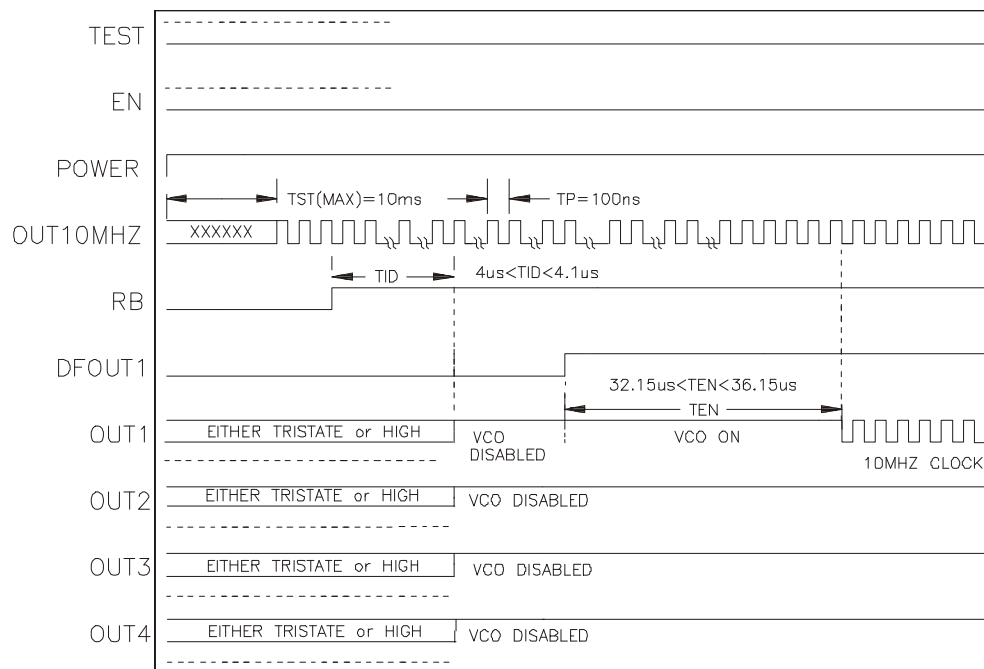 TEST
EN
POWER
TST(MAX)=10ms TP=100ns
OUT10MHZ XXXXXX
TID 4us<TID<4.1us
RB
DFOUT1
32.15us<TEN<36.15us
TEN
OUT1 EITHER TRISTATE or HIGH VCO DISABLED VCO ON
10MHZ CLOCK
OUT2 EITHER TRISTATE or HIGH VCO DISABLED
OUT3 EITHER TRISTATE or HIGH VCO DISABLED
OUT4 EITHER TRISTATE or HIGH VCO DISABLED